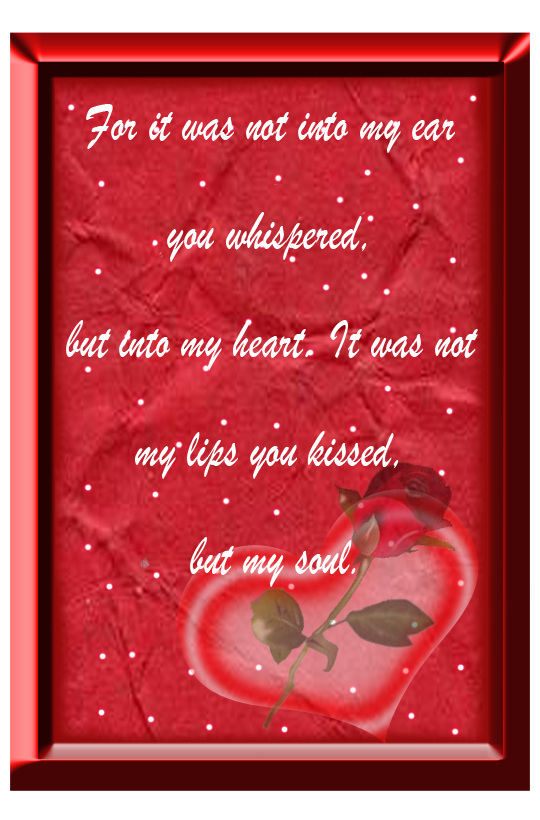 For it was not into my ear
you whispered,
but into my heart. It was not
my lips you kissed,
but my soul.